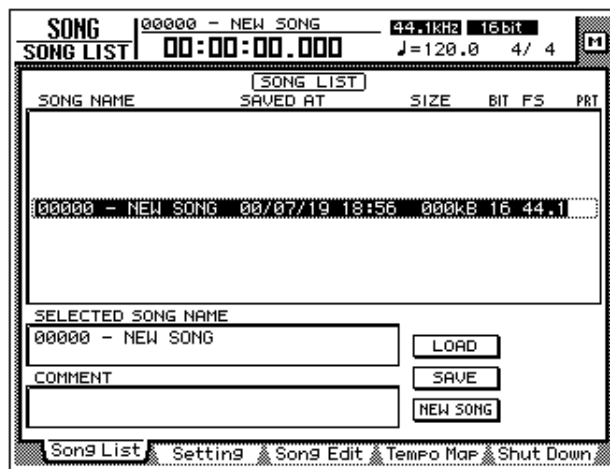 SONG 00000 - NEW SONG 44.1kHz 16bit
SONG LIST 00:00:00.000 ♩=120.0 4/ 4 M
SONG LIST
SONG NAME SAVED AT SIZE BIT FS PRT
00000 - NEW SONG 00/07/19 18:56 000kB 16 44.1
SELECTED SONG NAME
00000 - NEW SONG
LOAD
COMMENT
SAVE
NEW SONG
Song List Setting Song Edit Tempo Map Shut Down